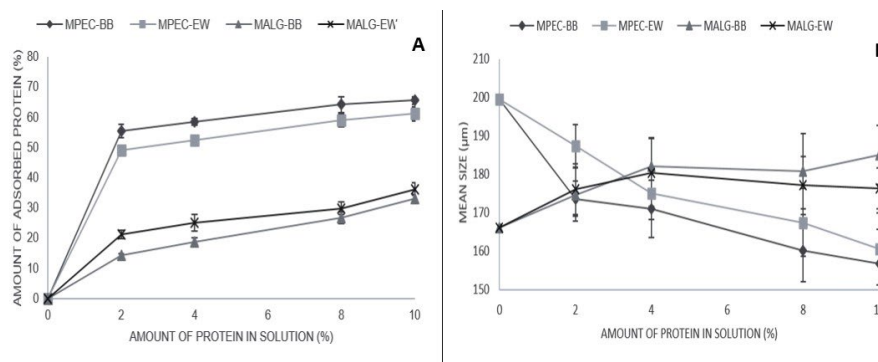 MPEC-BB MPEC-EW MALG-BB MALG-EW'
A
AMOUNT OF ADSORBED PROTEIN (%)
80
70
60
50
40
30
20
10
0
0 2 4 6 8 10
AMOUNT OF PROTEIN IN SOLUTION (%)
MPEC-BB MPEC-EW MALG-BB MALG-EW
MEAN SIZE (µm)
210
200
190
180
170
160
150
0 2 4 6 8
AMOUNT OF PROTEIN IN SOLUTION (%)